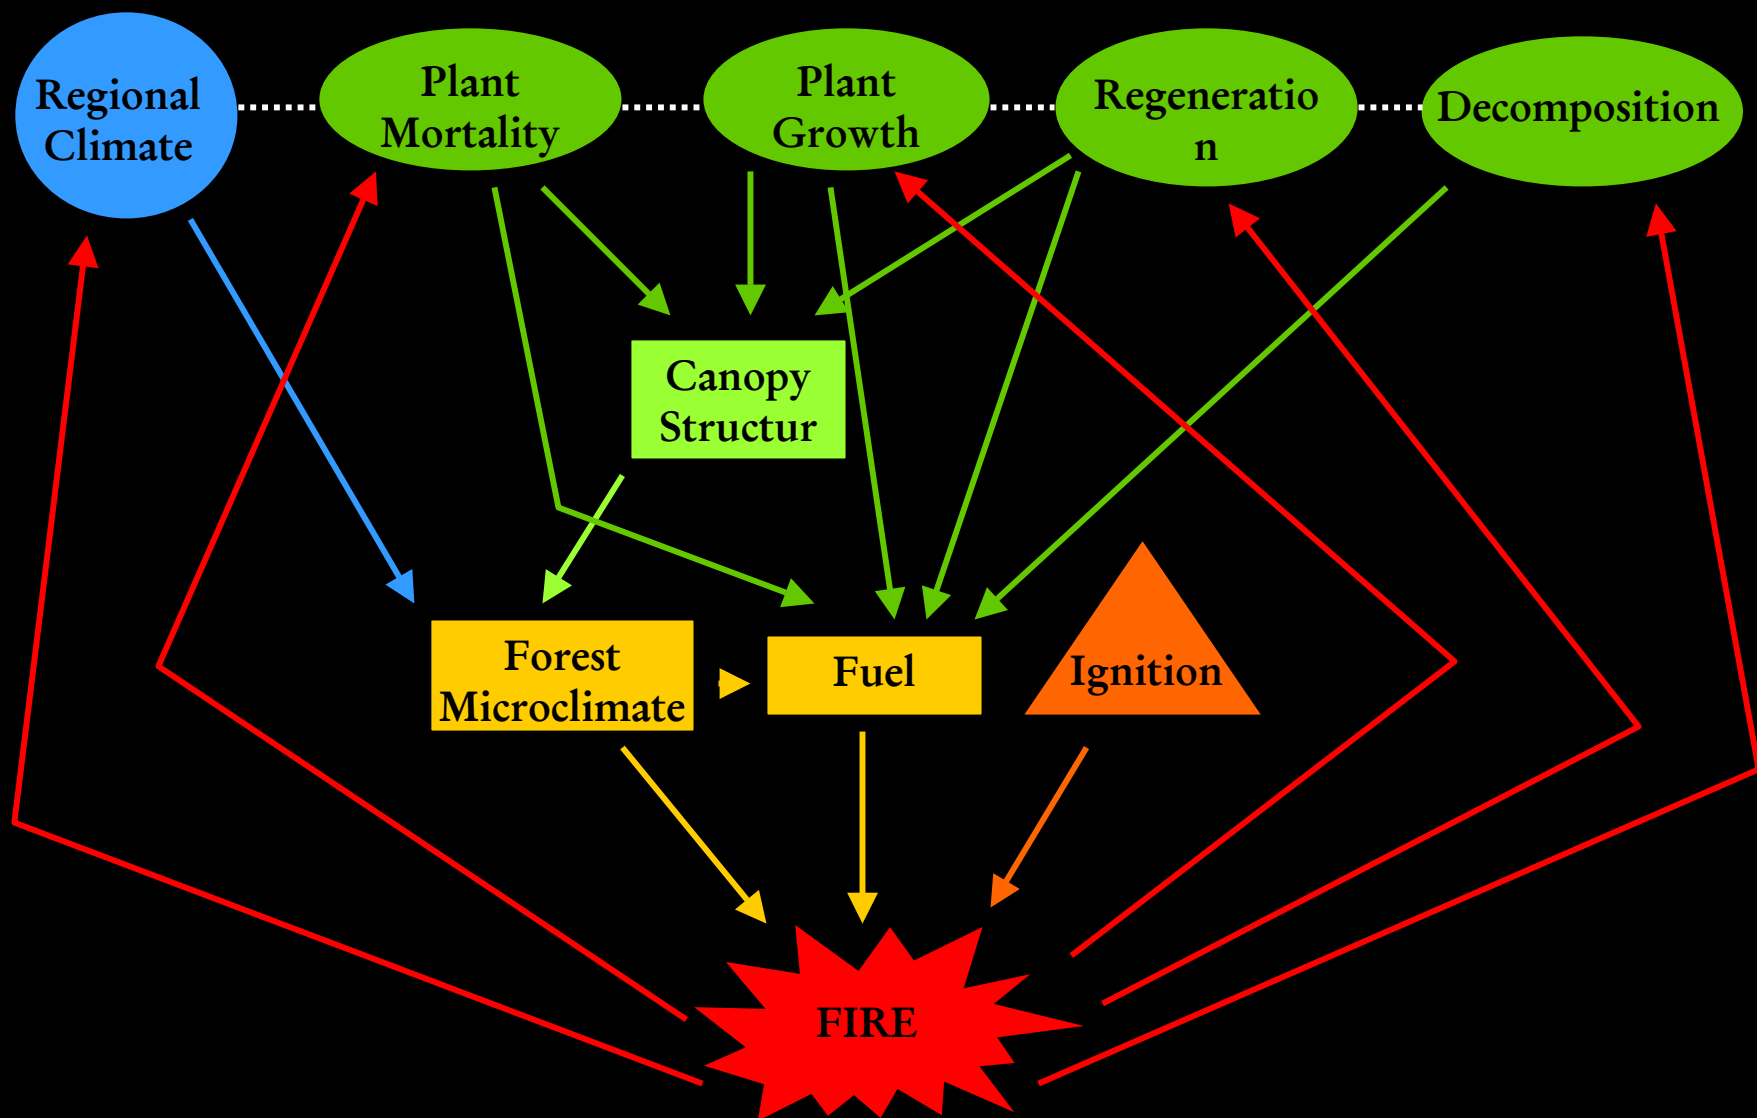 Regional
Climate
Plant
Mortality
Plant
Growth
Regeneratio
n
Decomposition
Canopy
Structur
Forest
Microclimate
Fuel
Ignition
FIRE